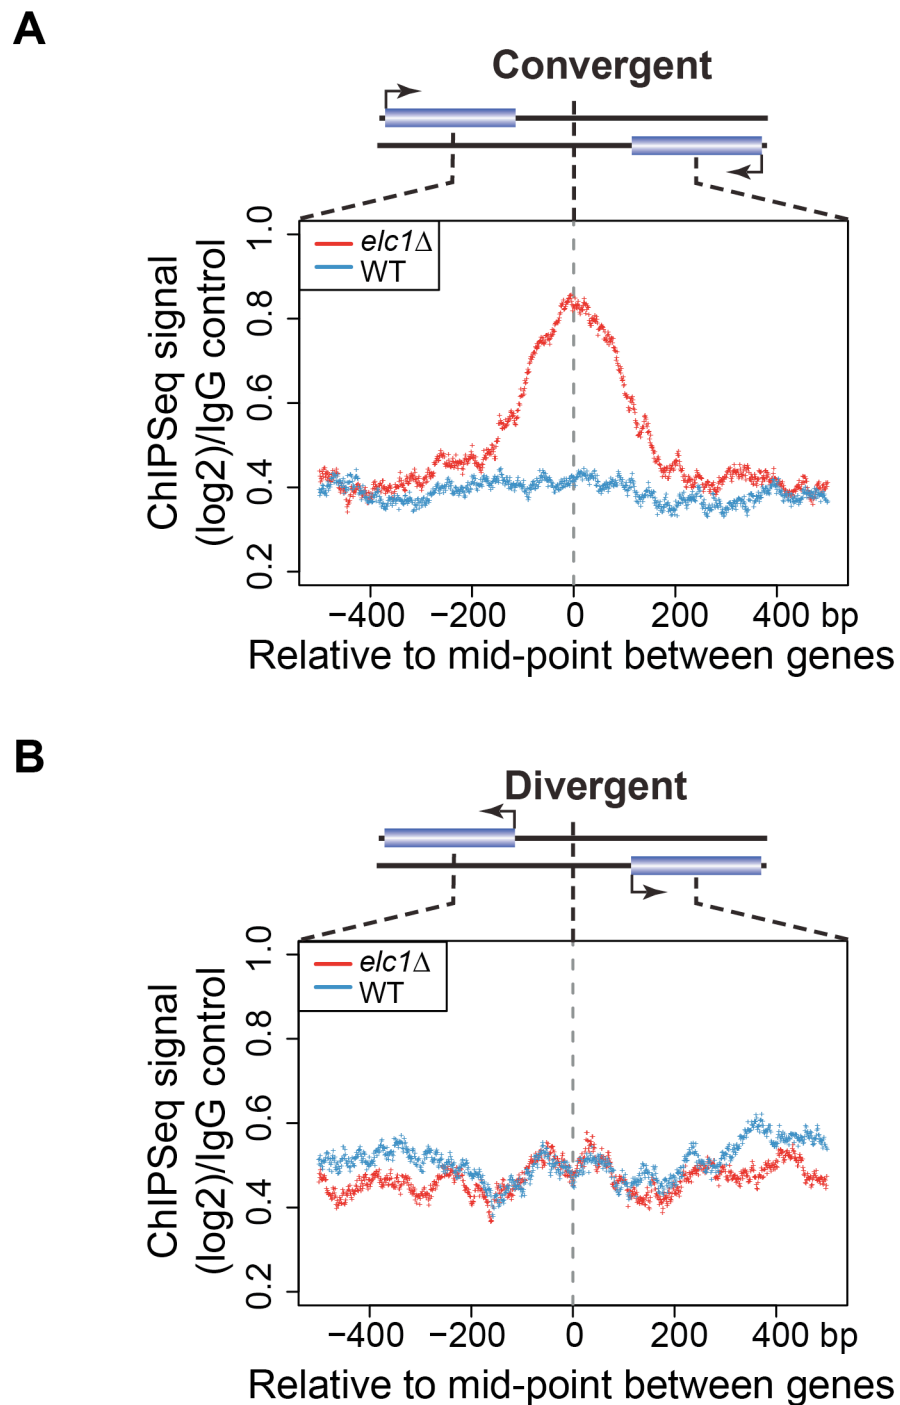 A
Convergent
elc1Δ
WT
ChIPSeq signal
(log2)/IgG control
1.0
0.8
0.6
0.4
0.2
−400 −200 0 200 400 bp
Relative to mid-point between genes
B
Divergent
elc1Δ
WT
ChIPSeq signal
(log2)/IgG control
1.0
0.8
0.6
0.4
0.2
−400 −200 0 200 400 bp
Relative to mid-point between genes